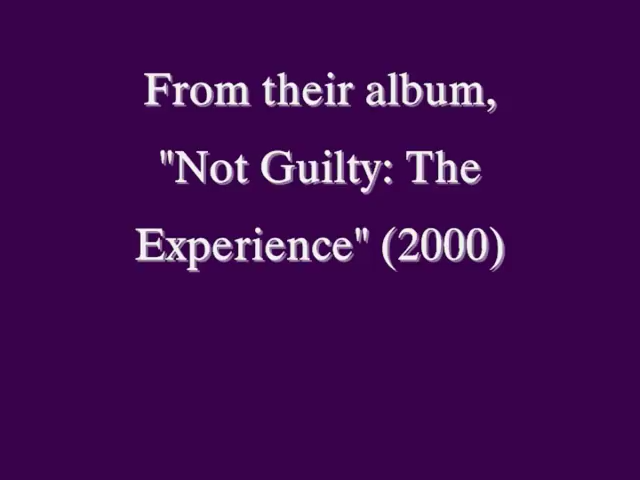 From their album,
"Not Guilty: The
Experience" (2000)